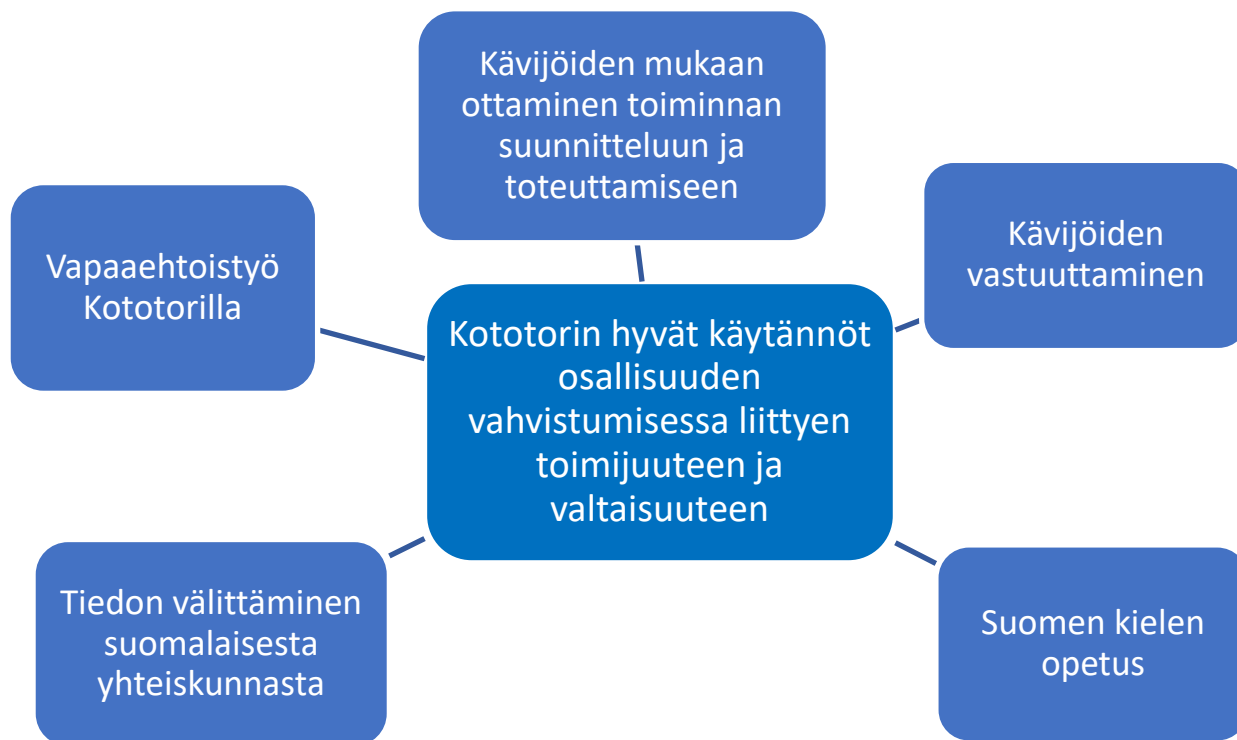 Kävijöiden mukaan
ottaminen toiminnan
suunnitteluun ja
toteuttamiseen
Vapaaehtoistyö
Kototorilla
Kävijöiden
vastuuttaminen
Kototorin hyvät käytännöt
osallisuuden
vahvistumisessa liittyen
toimijuuteen ja
valtaisuuteen
Tiedon välittäminen
suomalaisesta
yhteiskunnasta
Suomen kielen
opetus